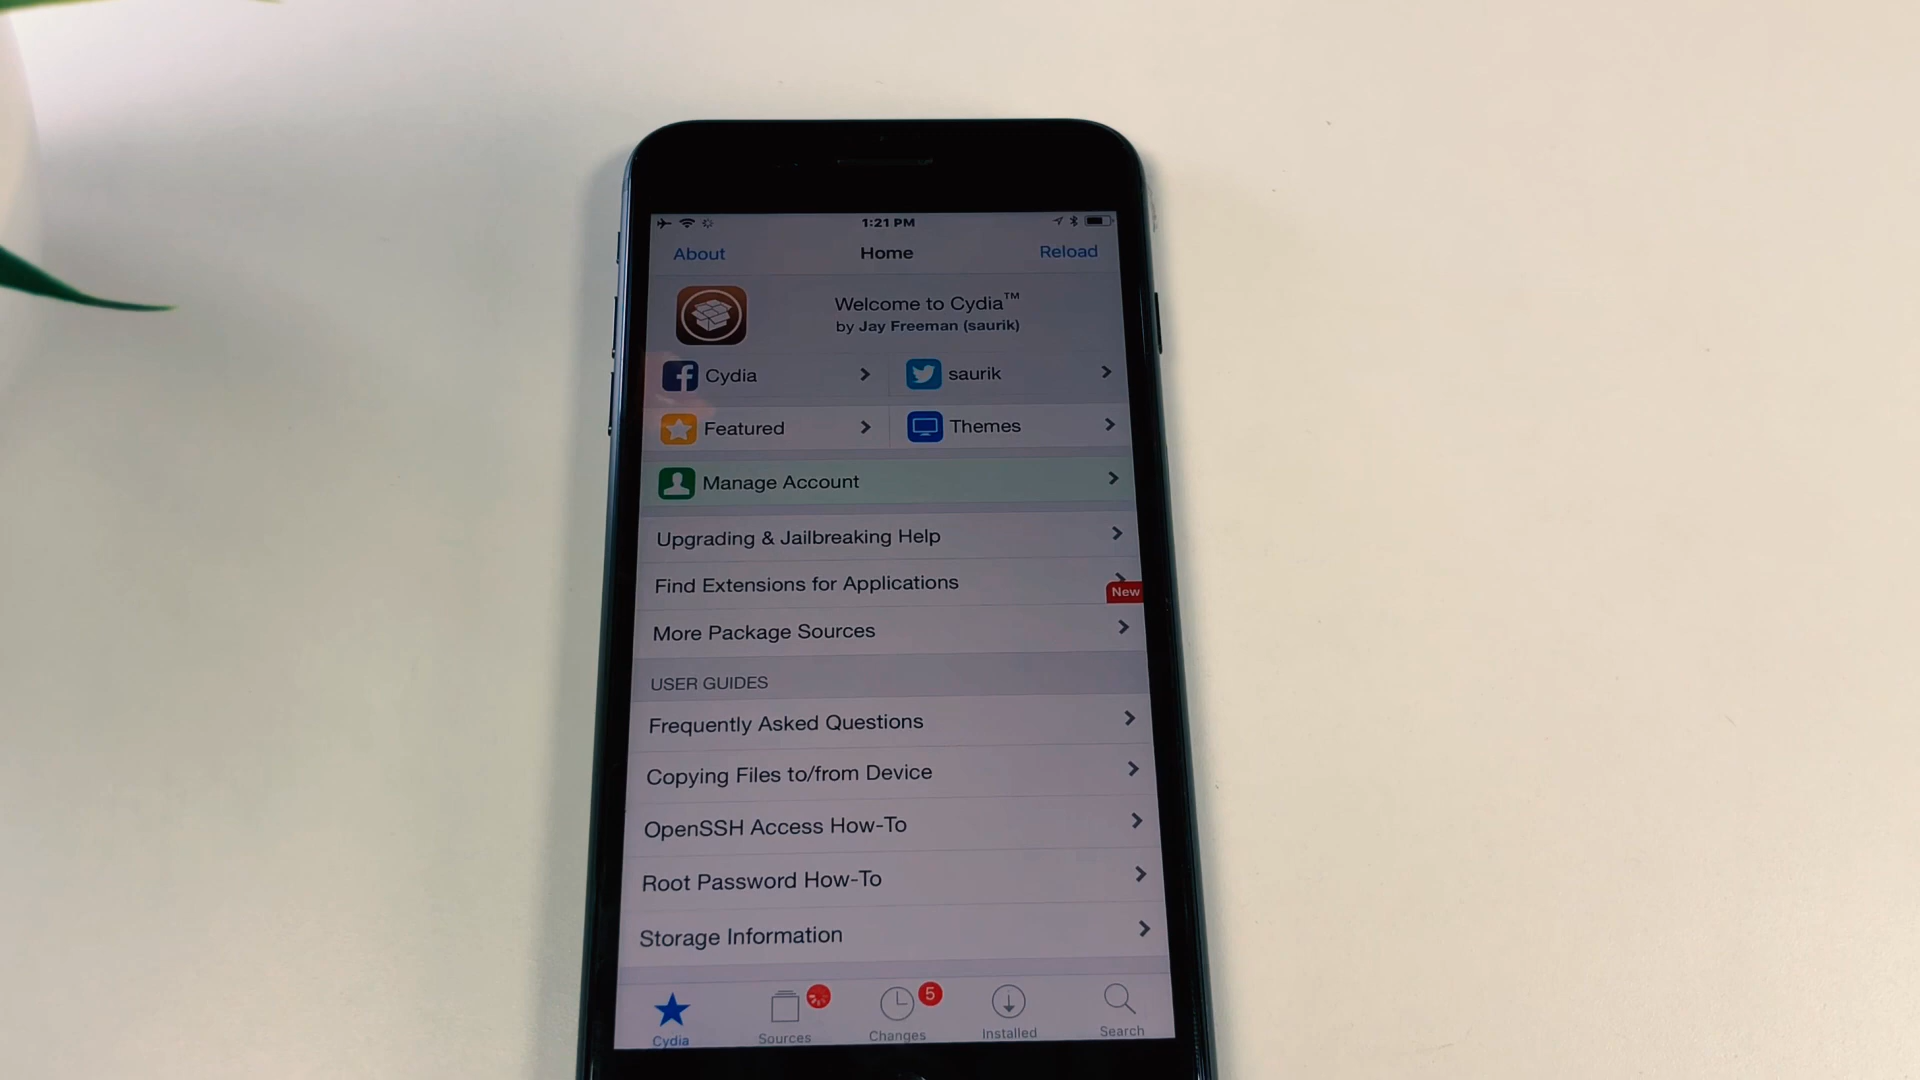 1:21 PM
About Home Reload
Welcome to Cydia™
by Jay Freeman (saurik)
Cydia saurik
Featured Themes
Manage Account
Upgrading & Jailbreaking Help
Find Extensions for Applications
New
More Package Sources
USER GUIDES
Frequently Asked Questions
Copying Files to/from Device
OpenSSH Access How-To
Root Password How-To
Storage Information
5
Cydia Sources Changes Installed Search